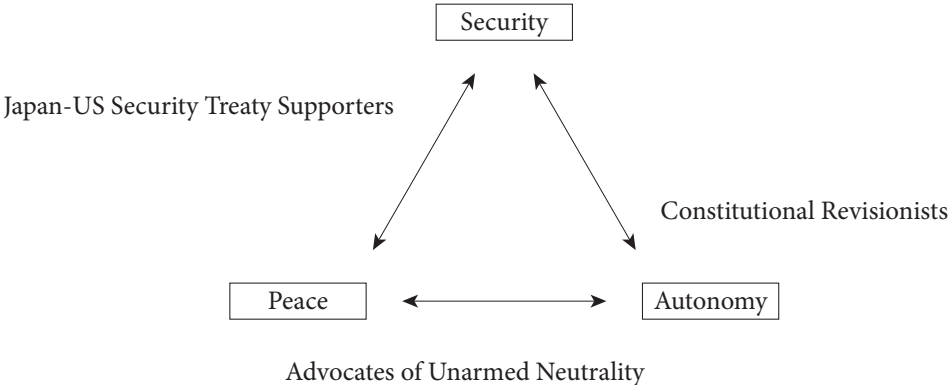 Security
Japan-US Security Treaty Supporters
Constitutional Revisionists
Peace
Autonomy
Advocates of Unarmed Neutrality